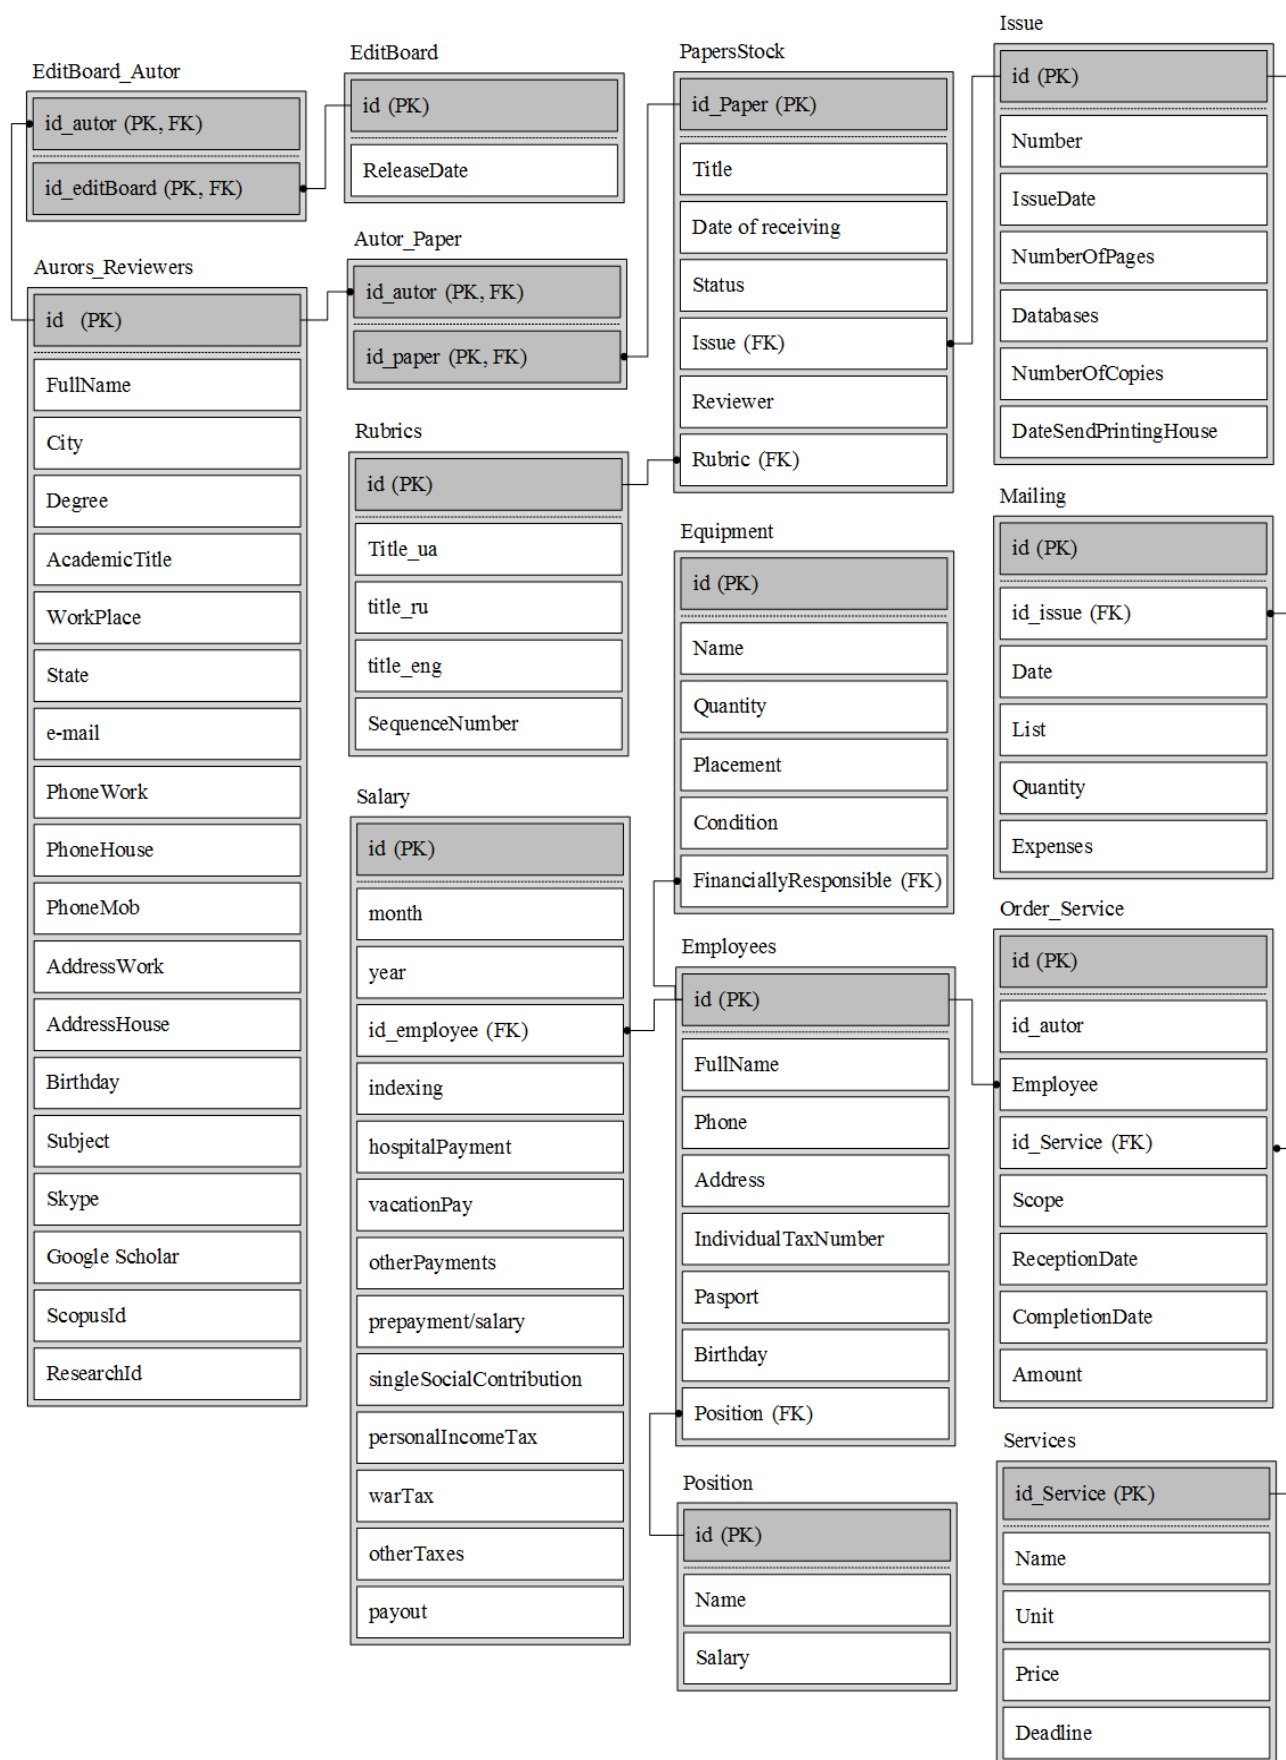 EditBoard_Autor
id_autor (PK, FK)
id_editBoard (PK, FK)
Aurors_Reviewers
id (PK)
FullName
City
Degree
AcademicTitle
WorkPlace
State
e-mail
PhoneWork
PhoneHouse
PhoneMob
AddressWork
AddressHouse
Birthday
Subject
Skype
Google Scholar
ScopusId
ResearchId
EditBoard
id (PK)
ReleaseDate
Autor_Paper
id_autor (PK, FK)
id_paper (PK, FK)
Rubrics
id (PK)
Title_ua
title_ru
title_eng
SequenceNumber
Salary
id (PK)
month
year
id_employee (FK)
indexing
hospitalPayment
vacationPay
otherPayments
prepayment/salary
singleSocialContribution
personalIncomeTax
warTax
otherTaxes
payout
PapersStock
id_Paper (PK)
Title
Date of receiving
Status
Issue (FK)
Reviewer
Rubric (FK)
Equipment
id (PK)
Name
Quantity
Placement
Condition
FinanciallyResponsible (FK)
Employees
id (PK)
FullName
Phone
Address
IndividualTaxNumber
Pasport
Birthday
Position (FK)
Position
id (PK)
Name
Salary
Issue
id (PK)
Number
IssueDate
NumberOfPages
Databases
NumberOfCopies
DateSendPrintingHouse
Mailing
id (PK)
id_issue (FK)
Date
List
Quantity
Expenses
Order_Service
id (PK)
id_autor
Employee
id_Service (FK)
Scope
ReceptionDate
CompletionDate
Amount
Services
id_Service (PK)
Name
Unit
Price
Deadline